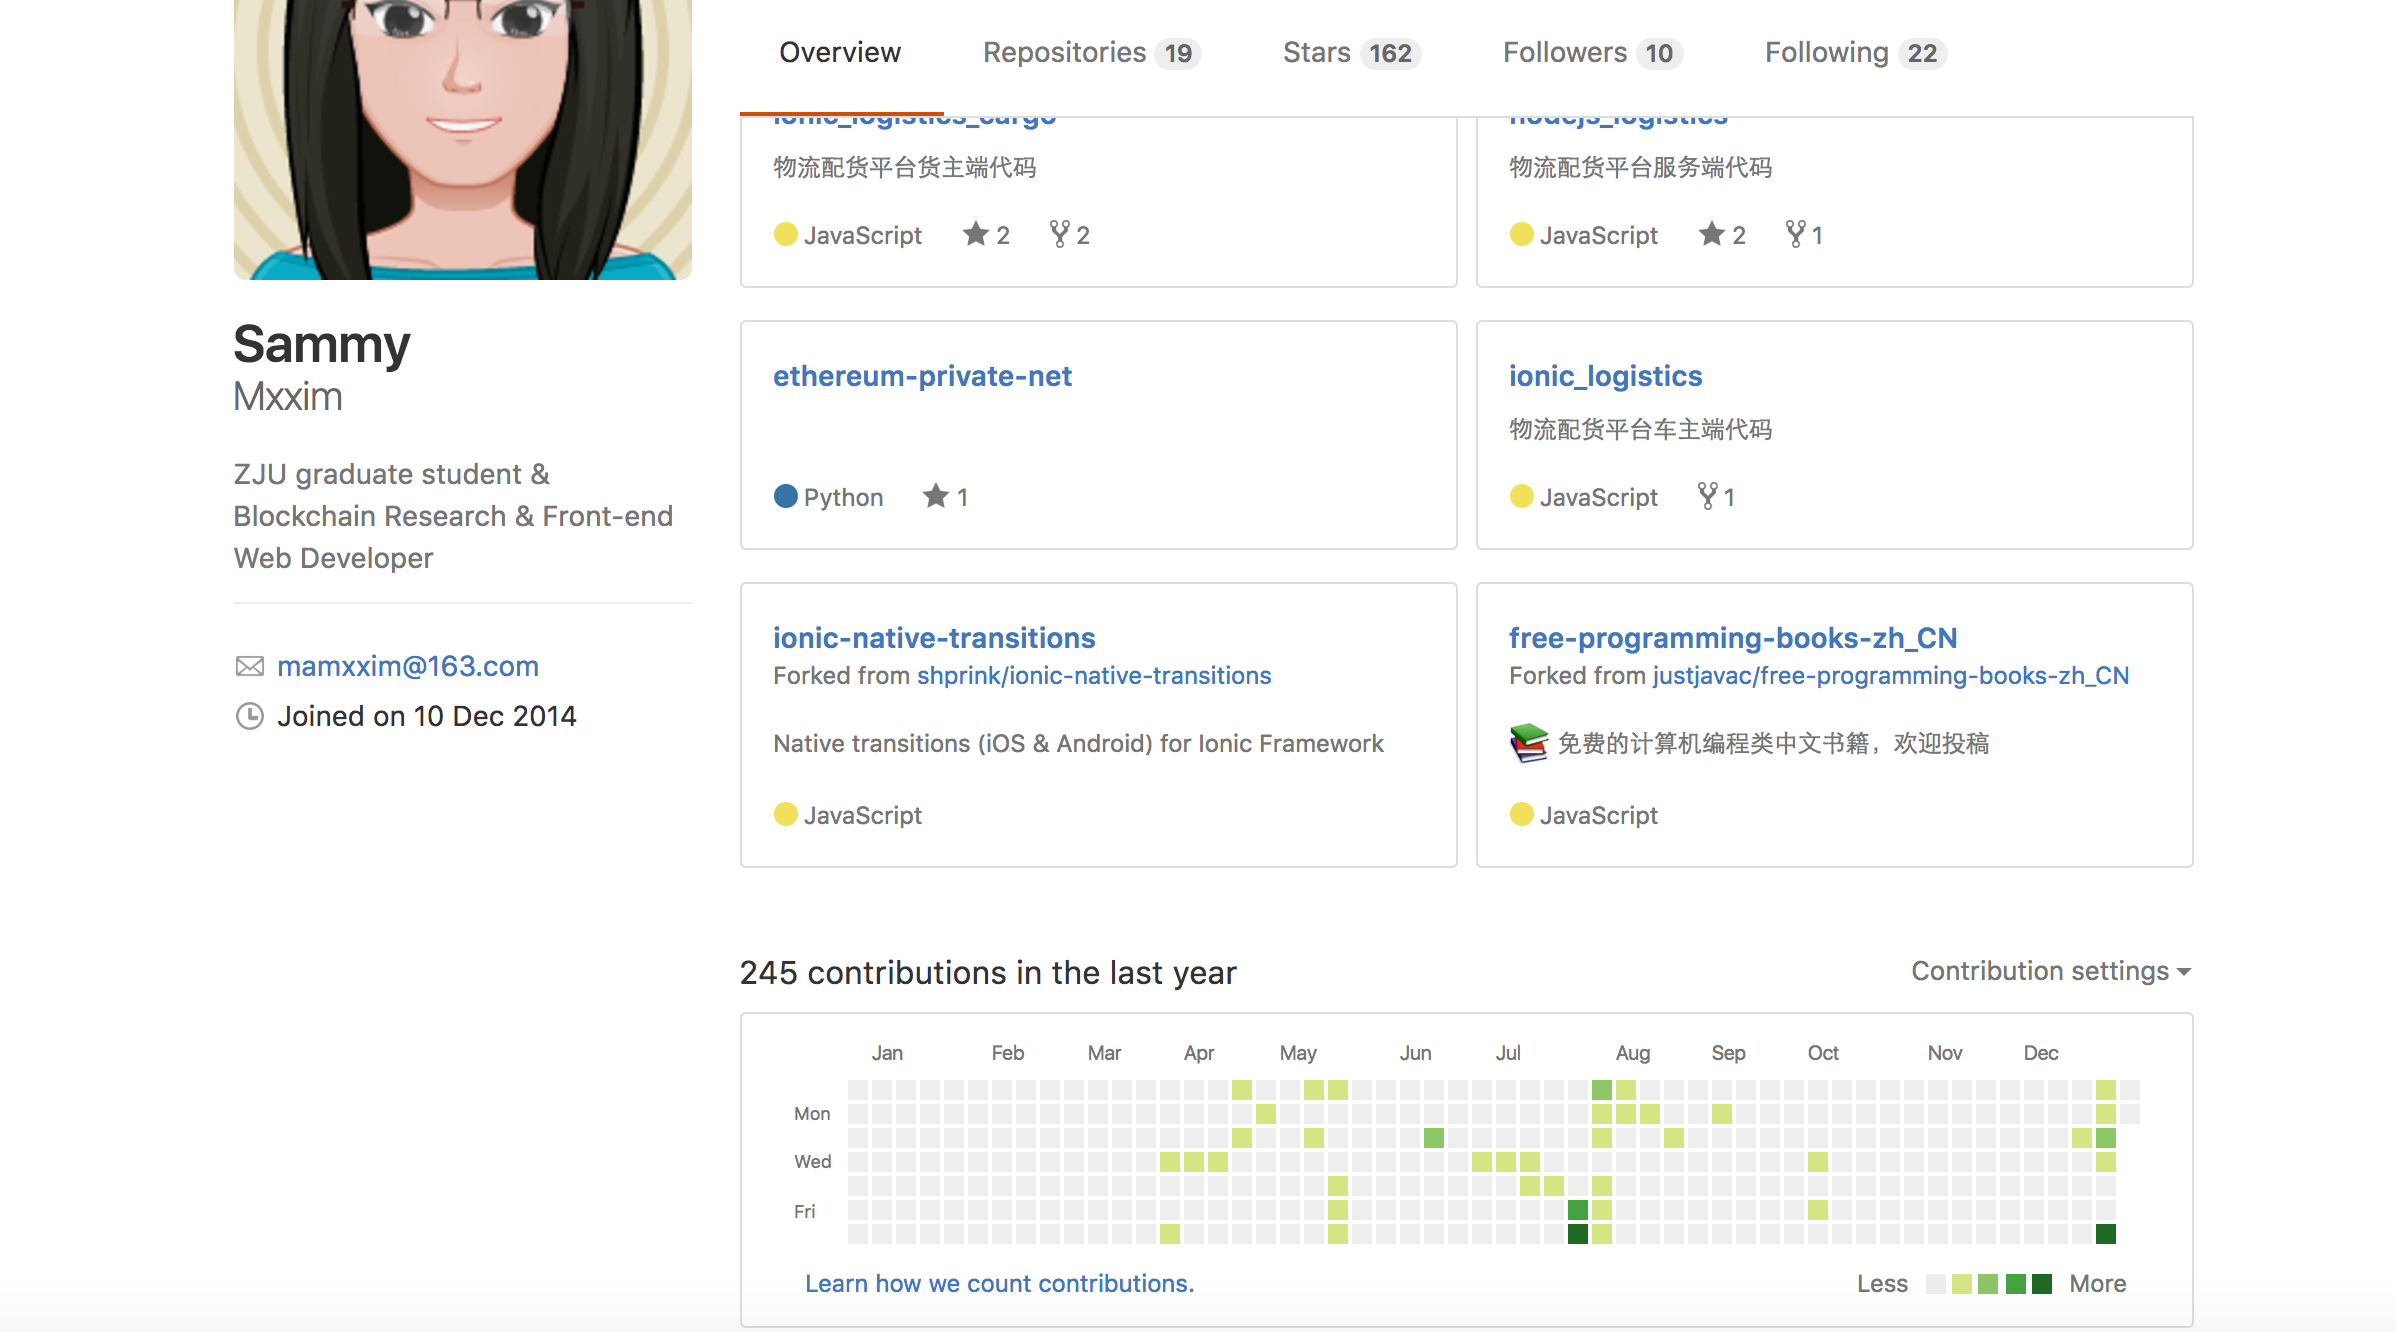 Overview Repositories 19 Stars 162 Followers 10 Following 22
ionic_logistics_cargo
物流配货平台货主端代码
JavaScript 2 2
nodejs_logistics
物流配货平台服务端代码
JavaScript 2 1
Sammy
Mxxim
ZJU graduate student &
Blockchain Research & Front-end
Web Developer
mamxxim@163.com
Joined on 10 Dec 2014
ethereum-private-net
Python 1
ionic_logistics
物流配货平台车主端代码
JavaScript 1
ionic-native-transitions
Forked from shprink/ionic-native-transitions
Native transitions (iOS & Android) for Ionic Framework
JavaScript
free-programming-books-zh_CN
Forked from justjavac/free-programming-books-zh_CN
免费的计算机编程类中文书籍，欢迎投稿
JavaScript
245 contributions in the last year
Contribution settings
Jan Feb Mar Apr May Jun Jul Aug Sep Oct Nov Dec
Mon
Wed
Fri
Learn how we count contributions.
Less More